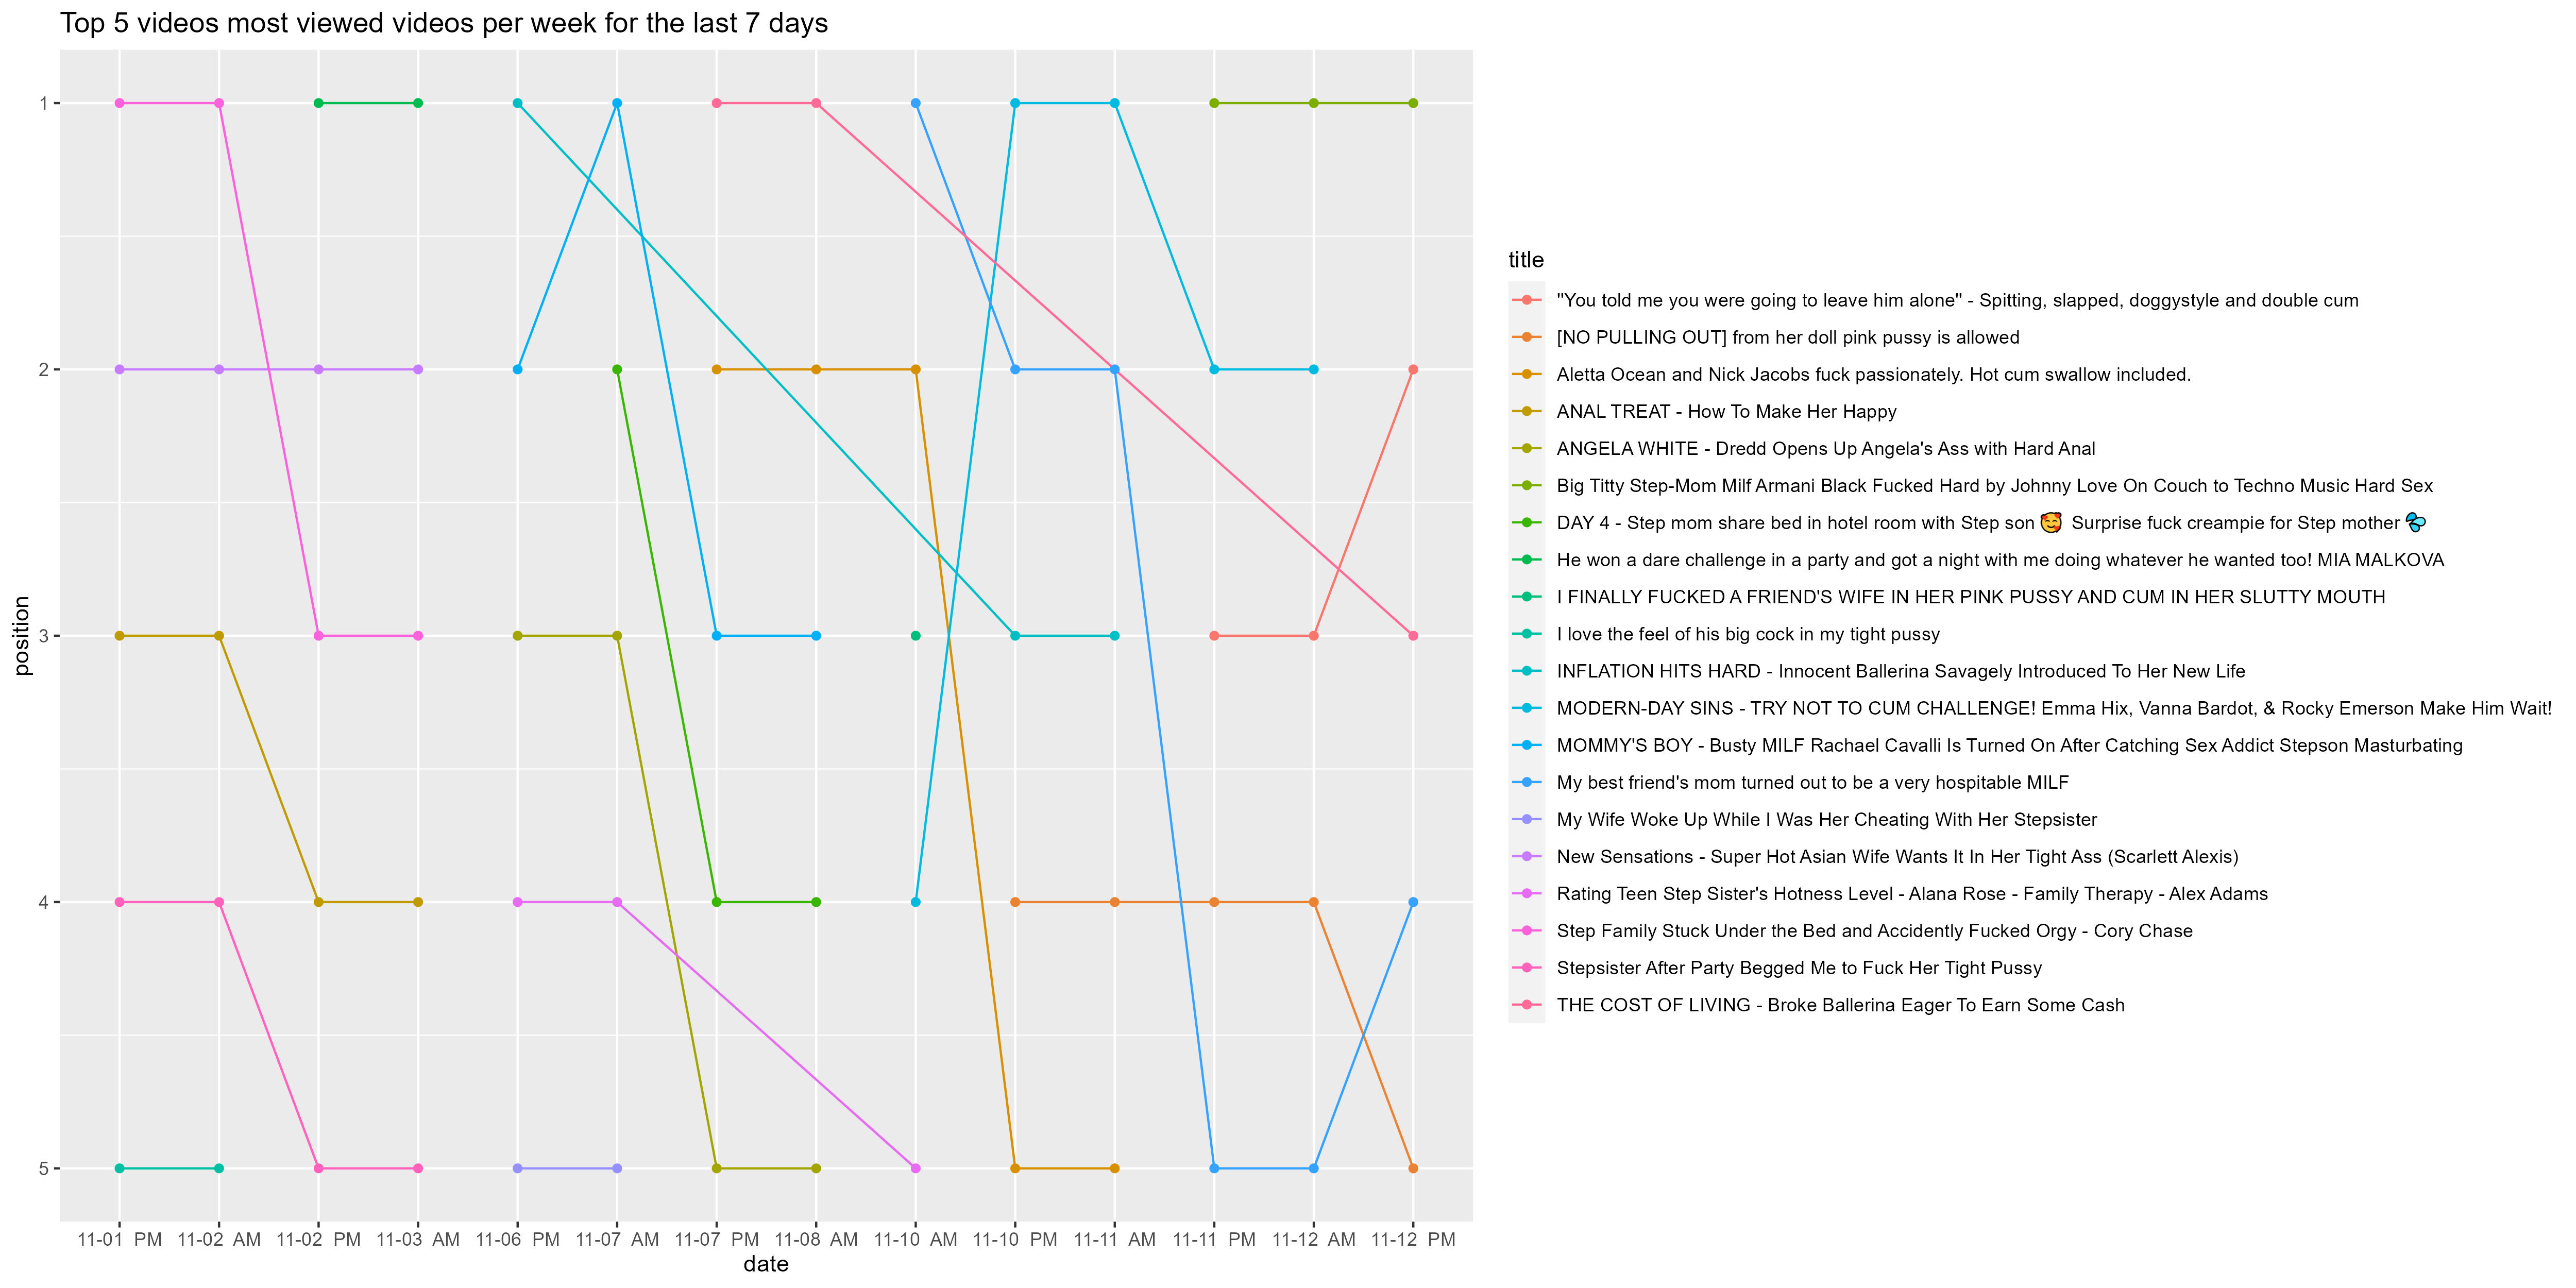 Top 5 videos most viewed videos per week for the last 7 days
position
1
2
3
4
5
11-01 PM
11-02 AM
11-02 PM
11-03 AM
11-06 PM
11-07 AM
11-07 PM
11-08 AM
11-10 AM
11-10 PM
11-11 AM
11-11 PM
11-12 AM
11-12 PM
date
title
"You told me you were going to leave him alone" - Spitting, slapped, doggystyle and double cum
[NO PULLING OUT] from her doll pink pussy is allowed
Aletta Ocean and Nick Jacobs fuck passionately. Hot cum swallow included.
ANAL TREAT - How To Make Her Happy
ANGELA WHITE - Dredd Opens Up Angela's Ass with Hard Anal
Big Titty Step-Mom Milf Armani Black Fucked Hard by Johnny Love On Couch to Techno Music Hard Sex
DAY 4 - Step mom share bed in hotel room with Step son 🥰 Surprise fuck creampie for Step mother 💦
He won a dare challenge in a party and got a night with me doing whatever he wanted too! MIA MALKOVA
I FINALLY FUCKED A FRIEND'S WIFE IN HER PINK PUSSY AND CUM IN HER SLUTTY MOUTH
I love the feel of his big cock in my tight pussy
INFLATION HITS HARD - Innocent Ballerina Savagely Introduced To Her New Life
MODERN-DAY SINS - TRY NOT TO CUM CHALLENGE! Emma Hix, Vanna Bardot, & Rocky Emerson Make Him Wait!
MOMMY'S BOY - Busty MILF Rachael Cavalli Is Turned On After Catching Sex Addict Stepson Masturbating
My best friend's mom turned out to be a very hospitable MILF
My Wife Woke Up While I Was Her Cheating With Her Stepsister
New Sensations - Super Hot Asian Wife Wants It In Her Tight Ass (Scarlett Alexis)
Rating Teen Step Sister's Hotness Level - Alana Rose - Family Therapy - Alex Adams
Step Family Stuck Under the Bed and Accidently Fucked Orgy - Cory Chase
Stepsister After Party Begged Me to Fuck Her Tight Pussy
THE COST OF LIVING - Broke Ballerina Eager To Earn Some Cash